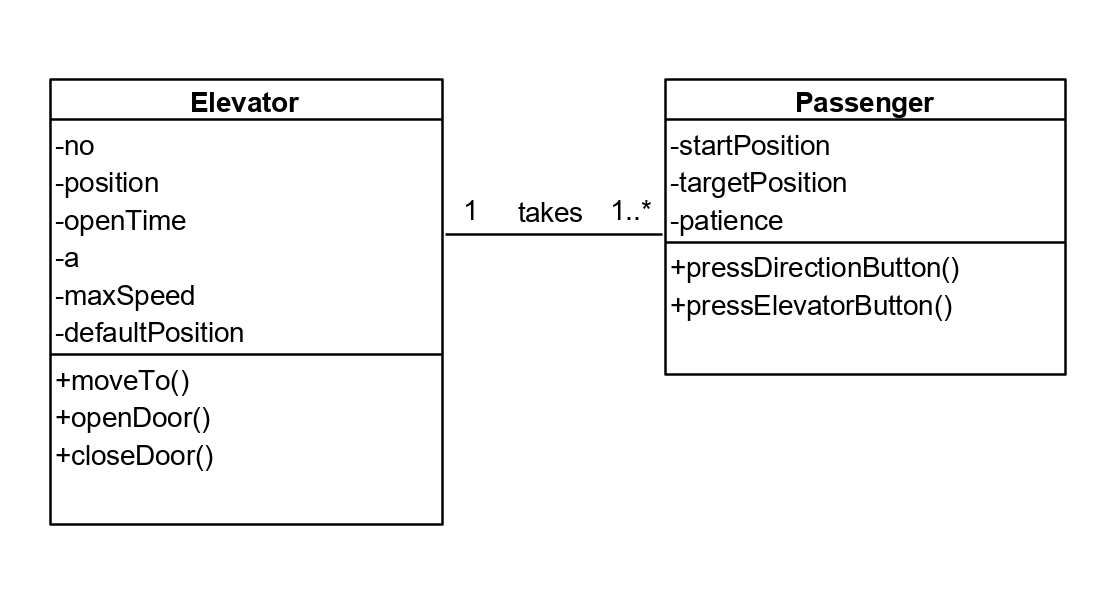 Elevator
-no
-position
-openTime
-a
-maxSpeed
-defaultPosition
+moveTo()
+openDoor()
+closeDoor()
1 takes 1..*
Passenger
-startPosition
-targetPosition
-patience
+pressDirectionButton()
+pressElevatorButton()